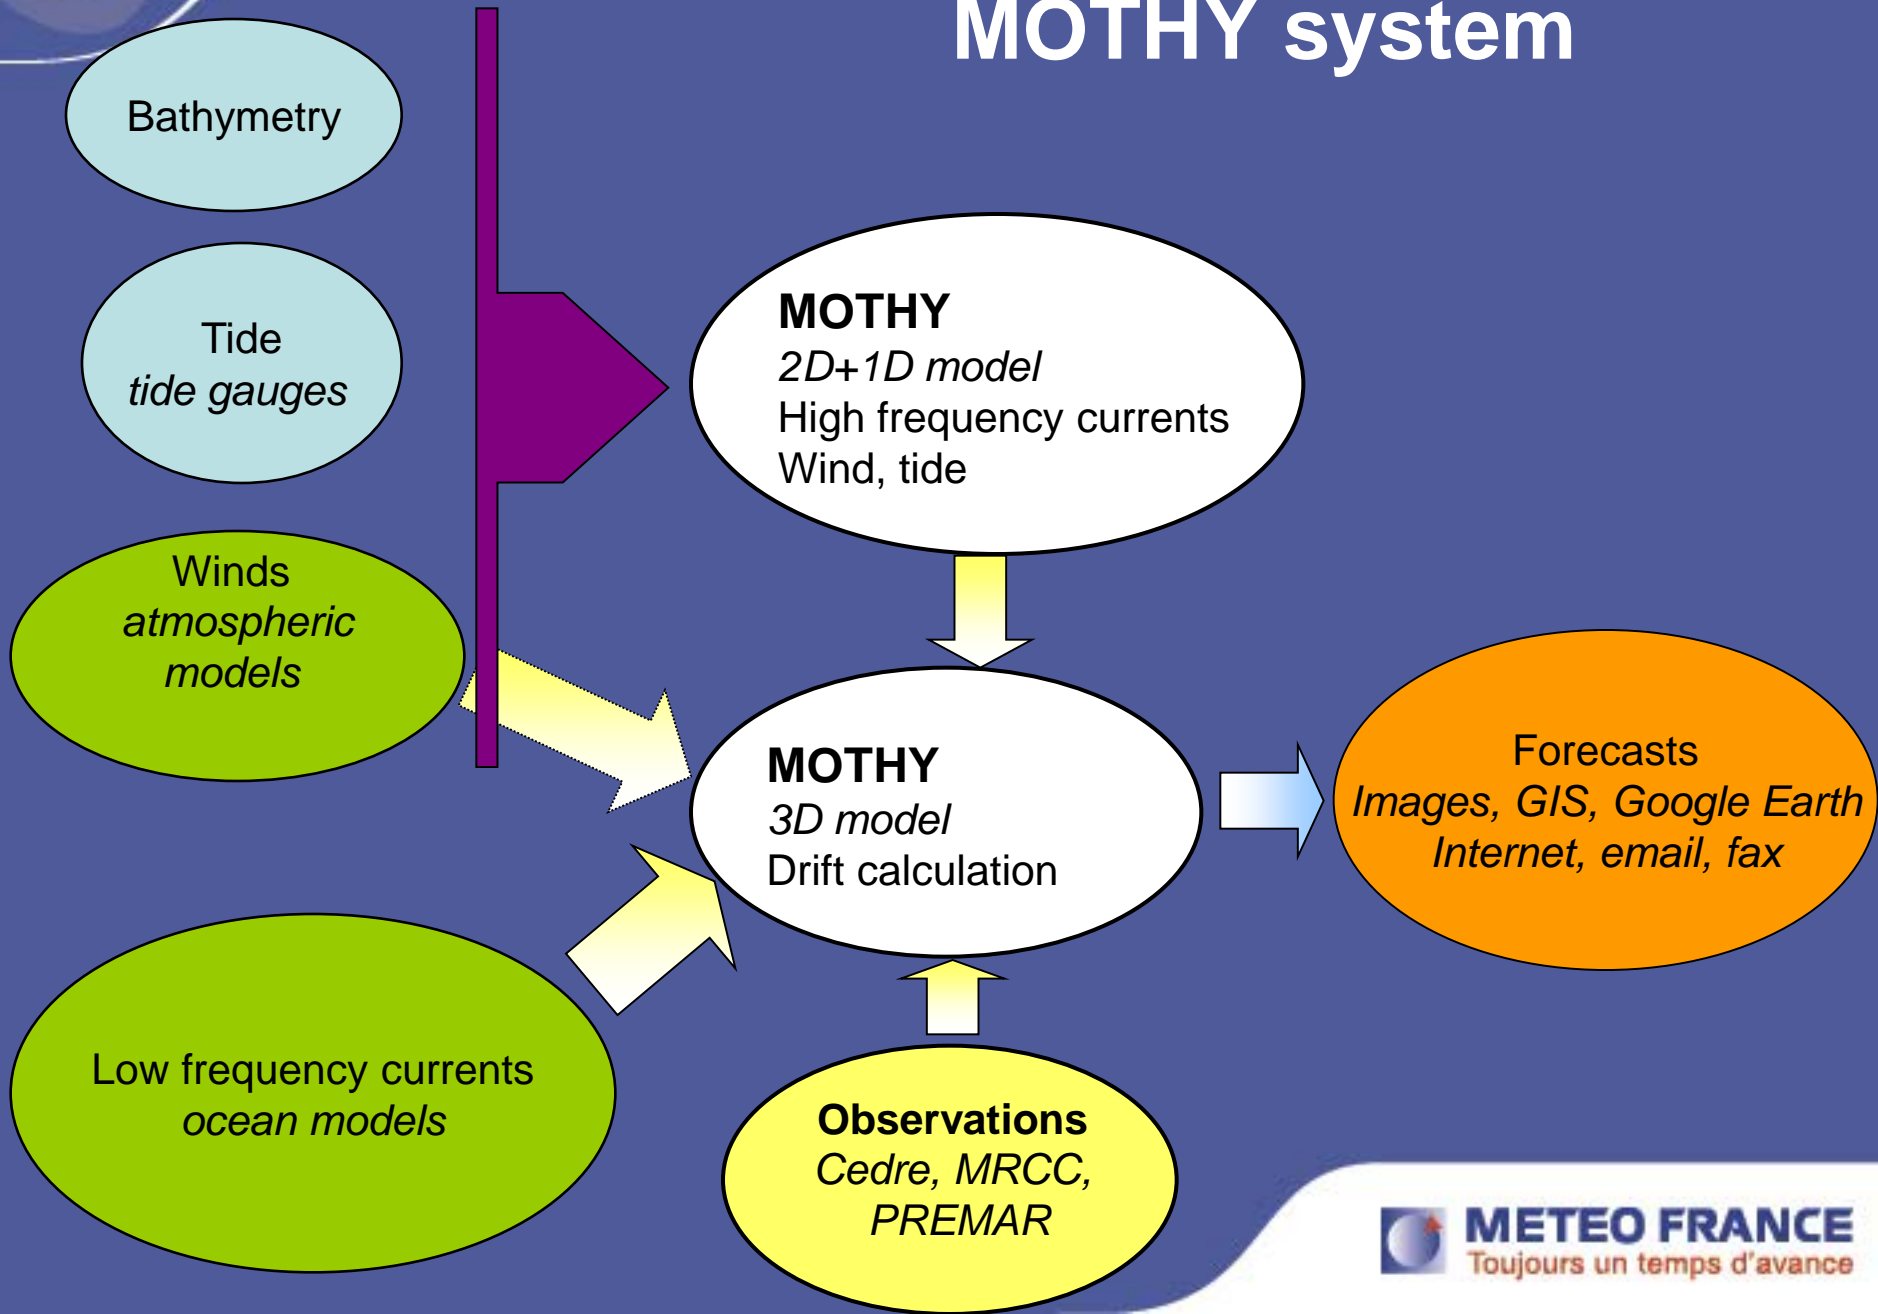 MOTHY system
Bathymetry
Tide
tide gauges
Winds
atmospheric
models
Low frequency currents
ocean models
MOTHY
2D+1D model
High frequency currents
Wind, tide
MOTHY
3D model
Drift calculation
Observations
Cedre, MRCC,
PREMAR
Forecasts
Images, GIS, Google Earth
Internet, email, fax
METEO FRANCE
Toujours un temps d'avance